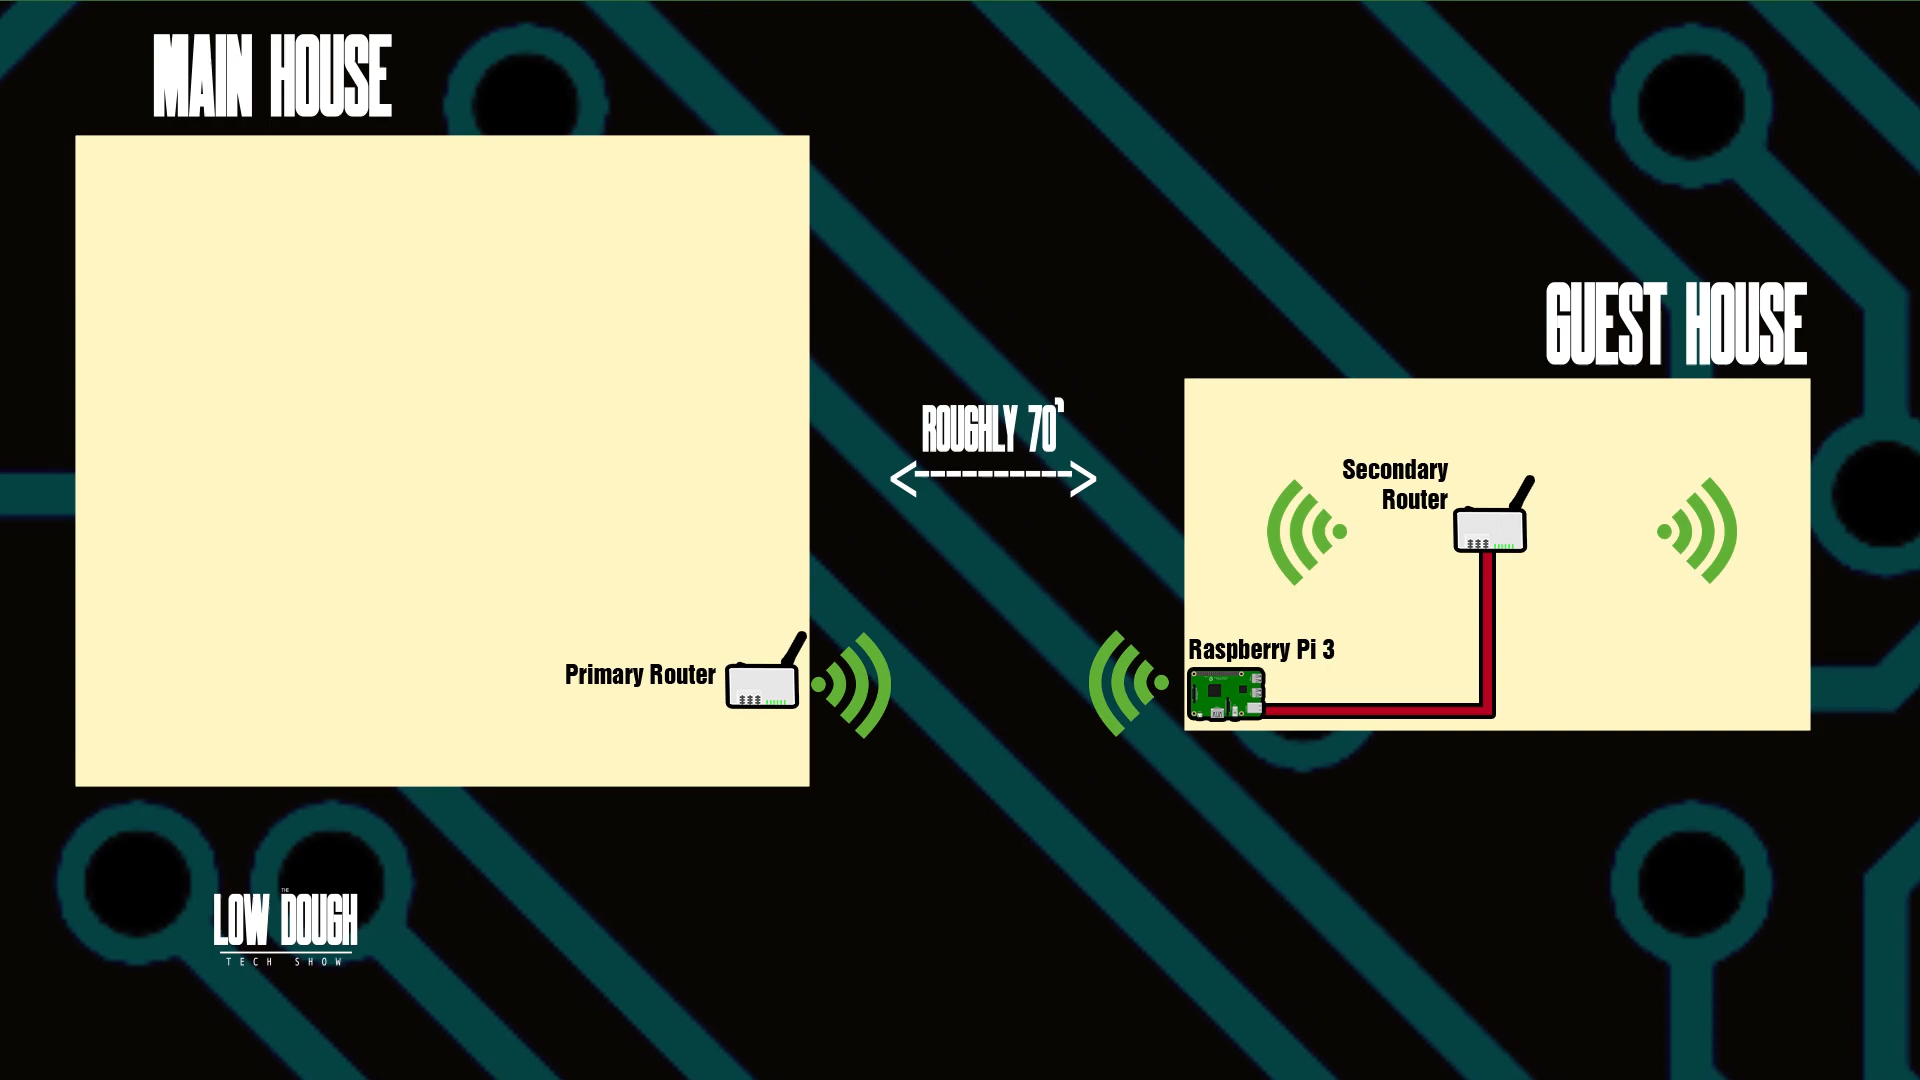 MAIN HOUSE
GUEST HOUSE
ROUGHLY 70'
<----------->
Secondary
Router
Primary Router
Raspberry Pi 3
THE
LOW DOUGH
TECH SHOW